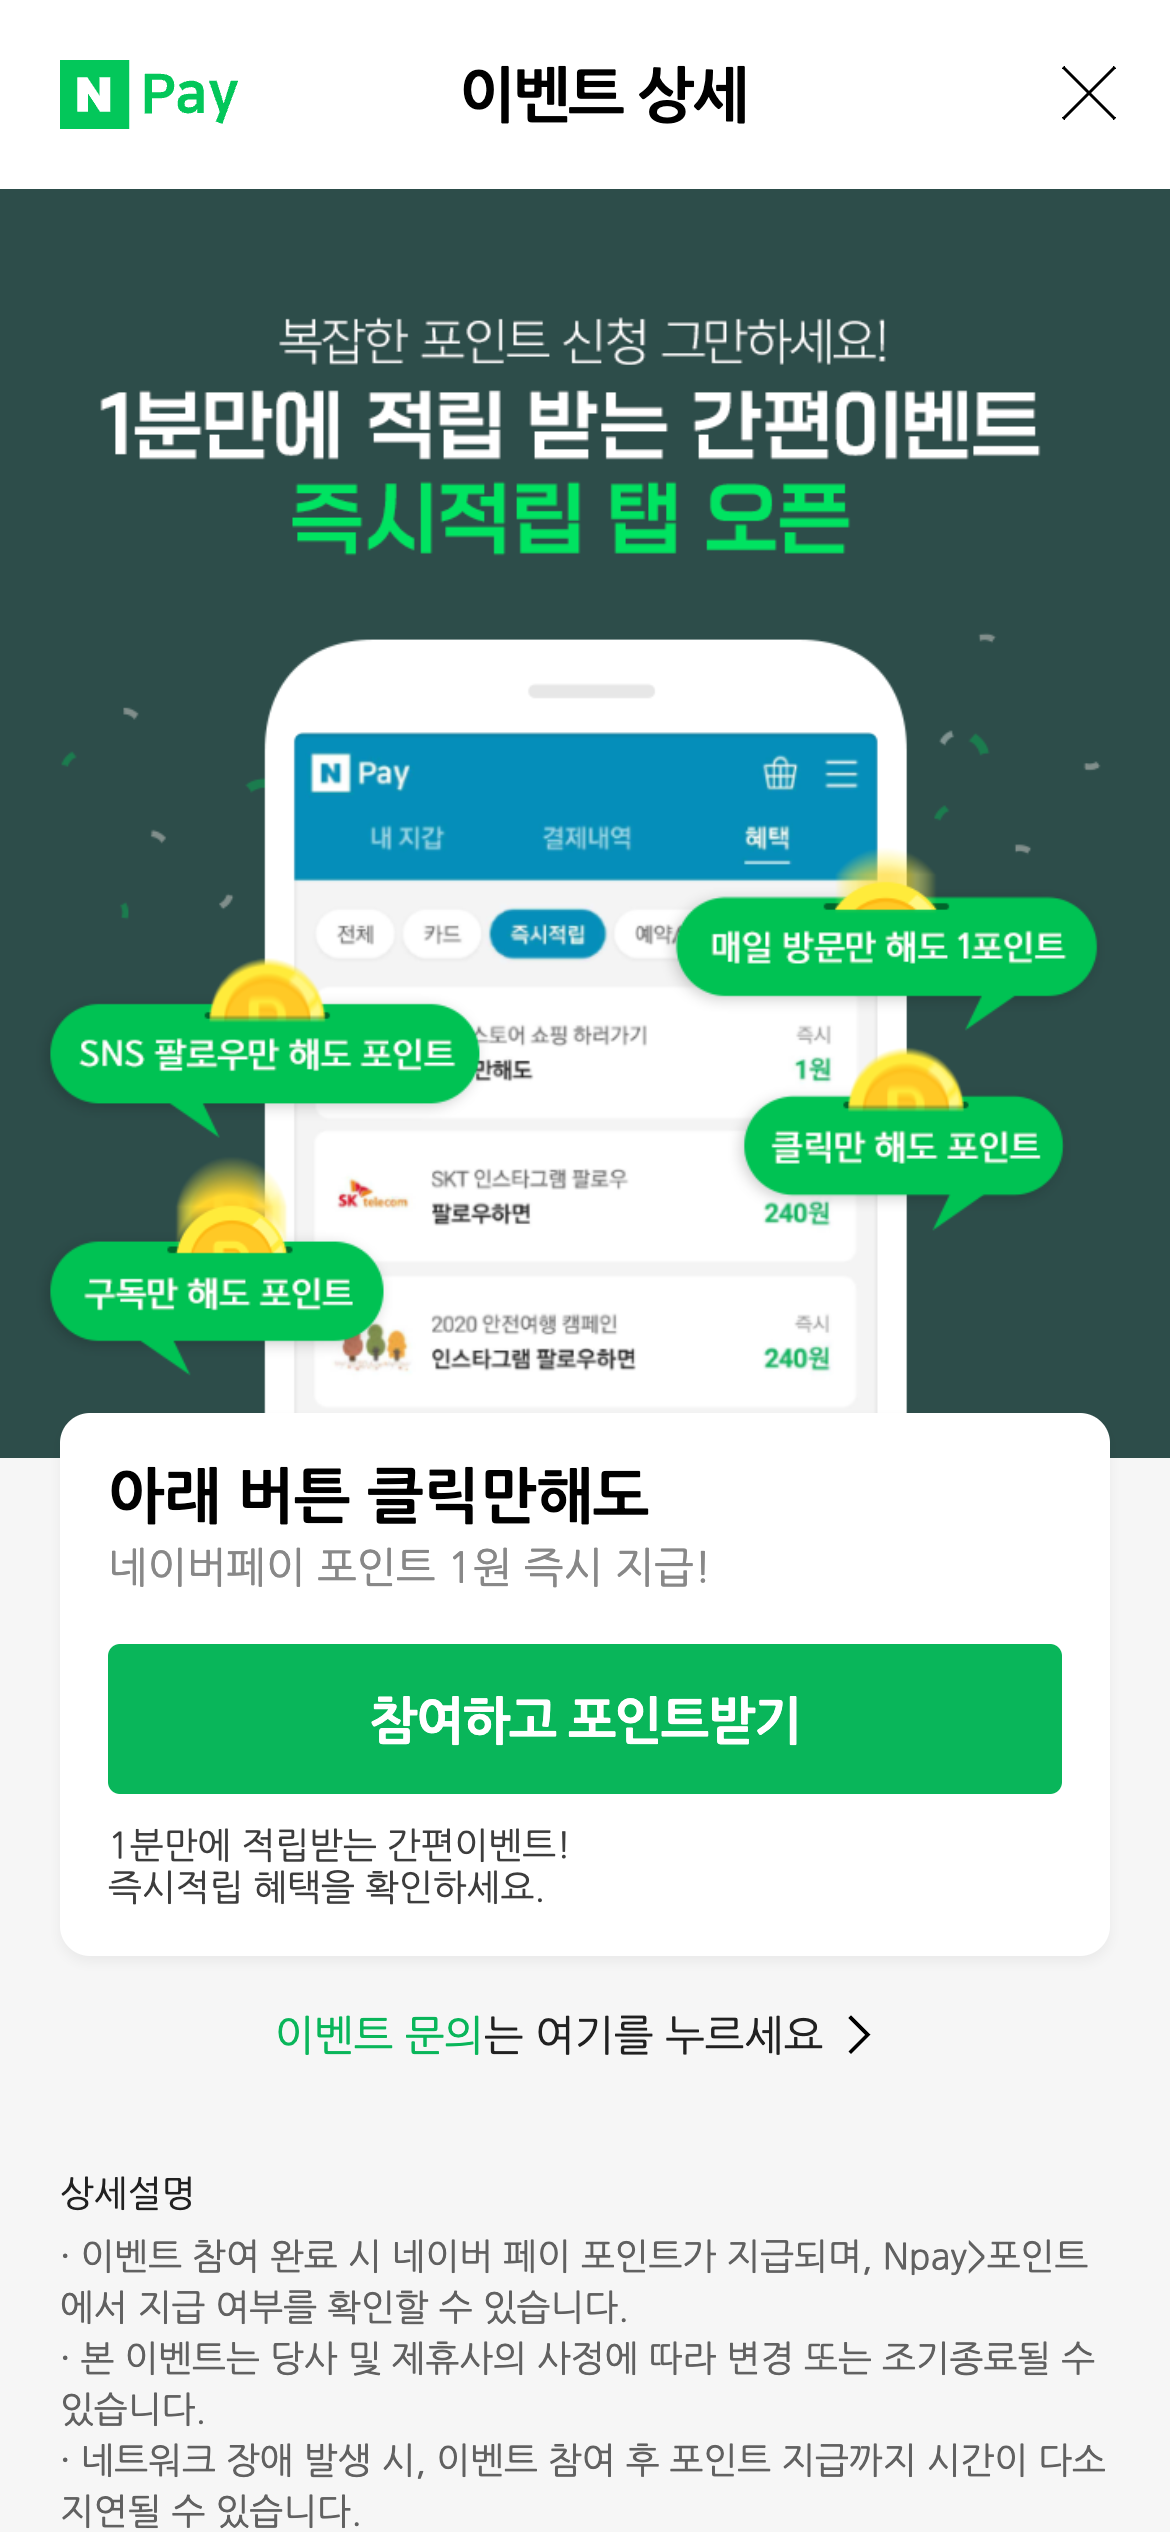 N Pay
이벤트 상세
복잡한 포인트 신청 그만하세요!
1분만에 적립 받는 간편이벤트
즉시적립 탭 오픈
N Pay
내 지갑 결제내역 혜택
전체 카드 즉시적립 예약
매일 방문만 해도 1포인트
SNS 팔로우만 해도 포인트
스토어 쇼핑 하러가기 즉시
만해도 1원
클릭만 해도 포인트
SK telecom
SKT 인스타그램 팔로우
팔로우하면 240원
구독만 해도 포인트
2020 안전여행 캠페인 즉시
인스타그램 팔로우하면 240원
아래 버튼 클릭만해도
네이버페이 포인트 1원 즉시 지급!
참여하고 포인트받기
1분만에 적립받는 간편이벤트!
즉시적립 혜택을 확인하세요.
이벤트 문의는 여기를 누르세요
상세설명
· 이벤트 참여 완료 시 네이버 페이 포인트가 지급되며, Npay>포인트
에서 지급 여부를 확인할 수 있습니다.
· 본 이벤트는 당사 및 제휴사의 사정에 따라 변경 또는 조기종료될 수
있습니다.
· 네트워크 장애 발생 시, 이벤트 참여 후 포인트 지급까지 시간이 다소
지연될 수 있습니다.